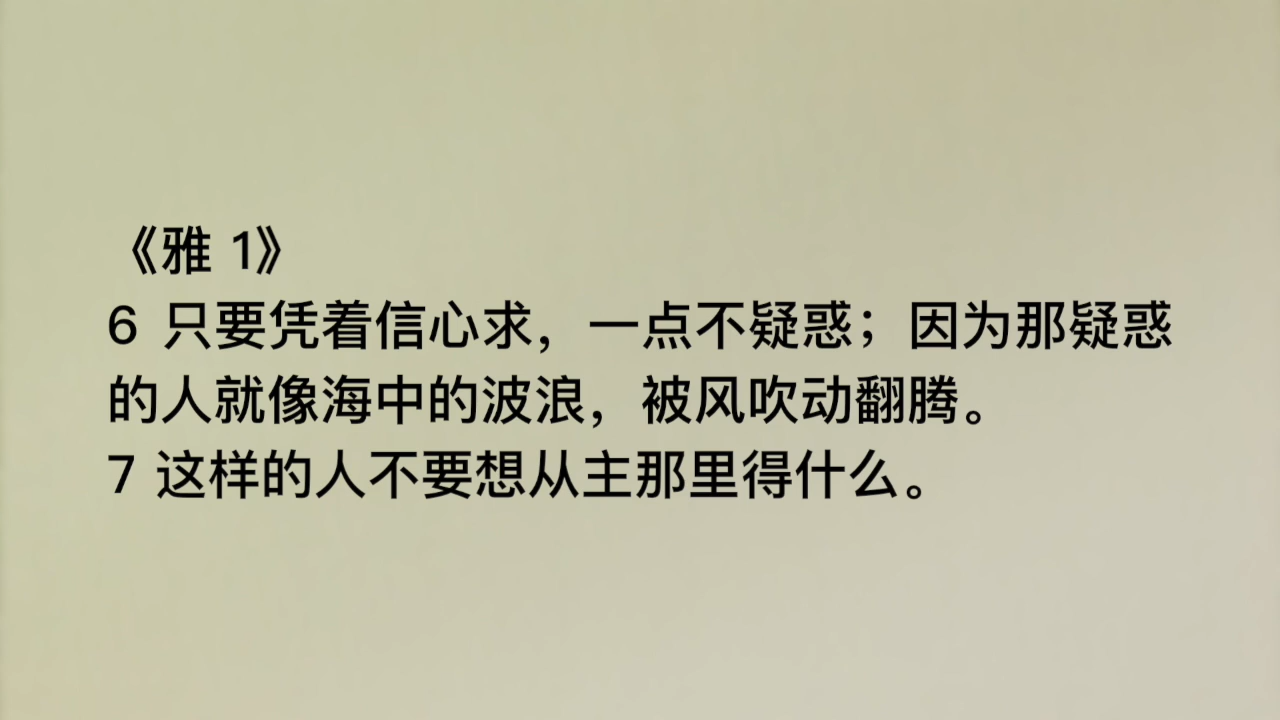 《雅 1》
6 只要凭着信心求，一点不疑惑；因为那疑惑
的人就像海中的波浪，被风吹动翻腾。
7 这样的人不要想从主那里得什么。